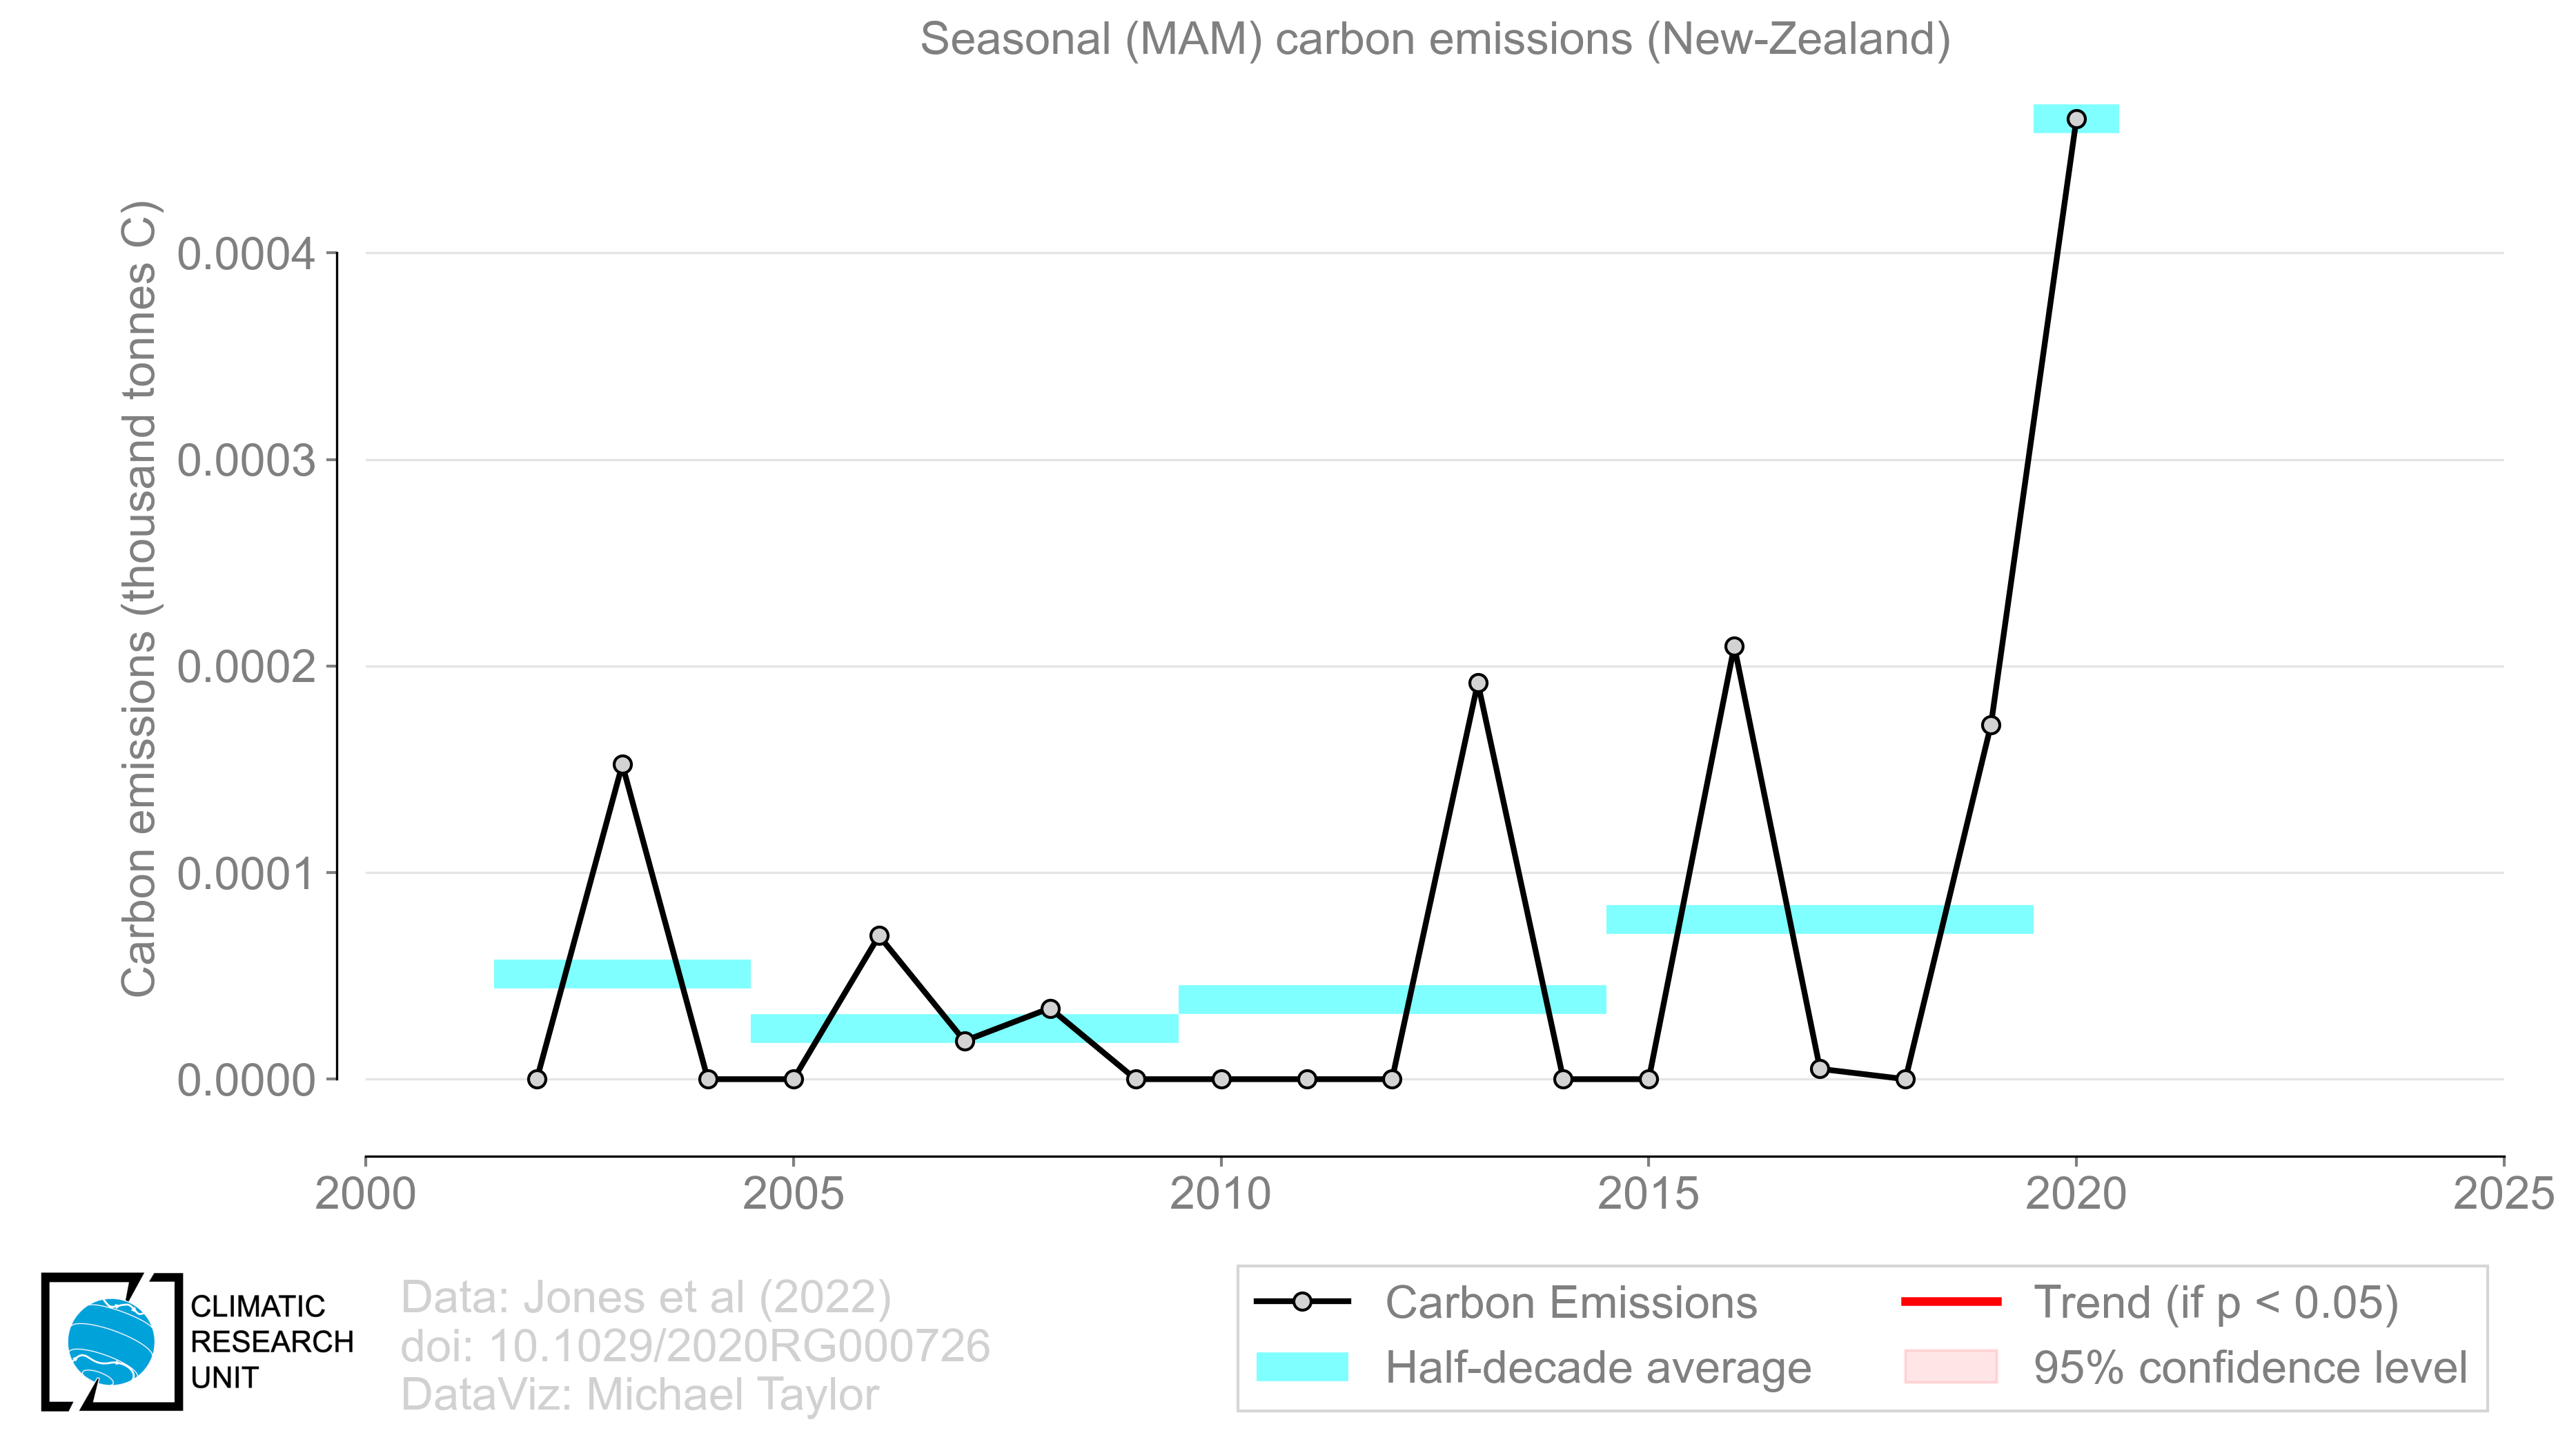 Seasonal (MAM) carbon emissions (New-Zealand)
Carbon emissions (thousand tonnes C)
0.0004
0.0003
0.0002
0.0001
0.0000
2000 2005 2010 2015 2020 2025
CLIMATIC
RESEARCH
UNIT
Data: Jones et al (2022)
doi: 10.1029/2020RG000726
DataViz: Michael Taylor
Carbon Emissions
Half-decade average
Trend (if p < 0.05)
95% confidence level